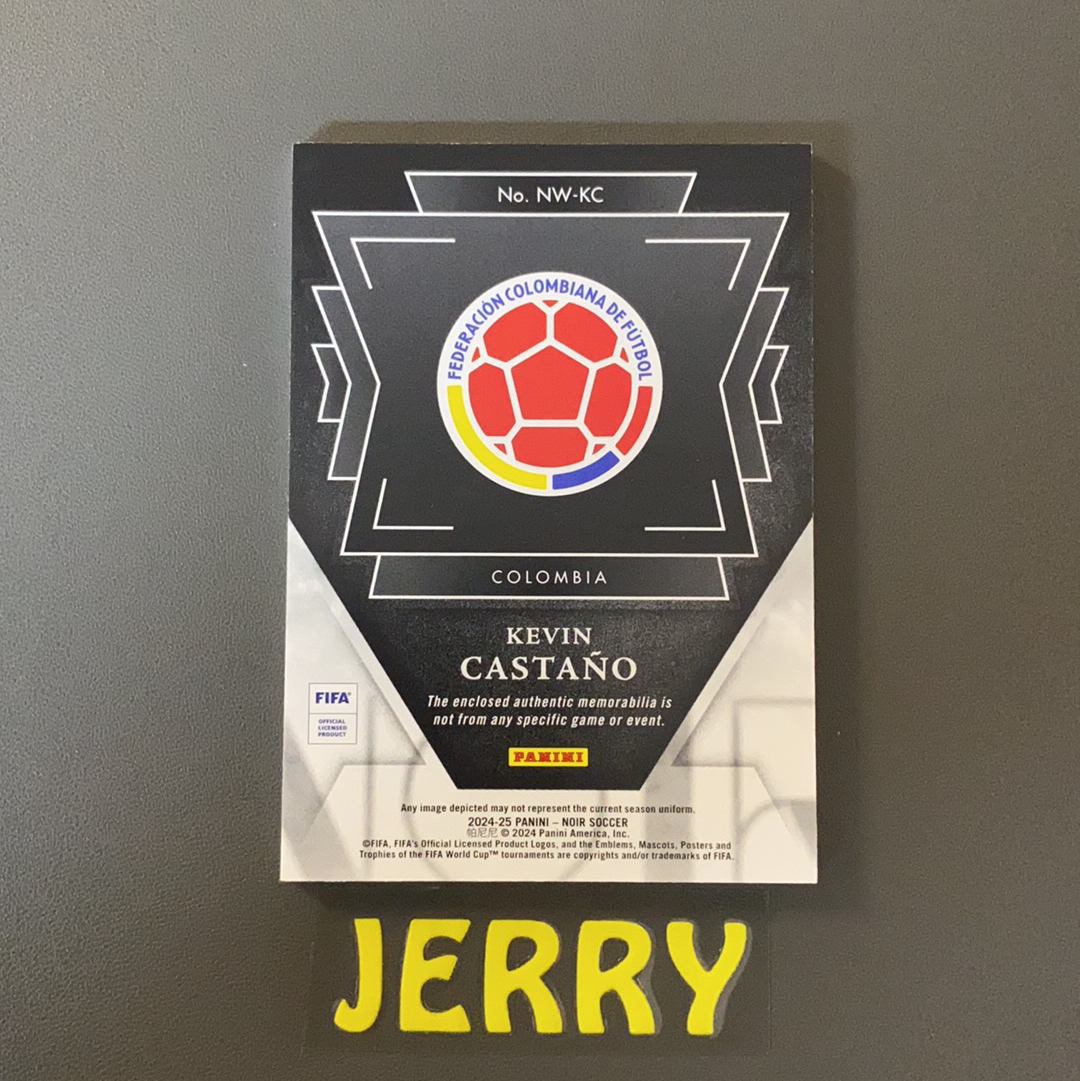 No. NW-KC
FEDERACIÓN COLOMBIANA DE FÚTBOL
COLOMBIA
KEVIN
CASTAÑO
The enclosed authentic memorabilia is
not from any specific game or event.
FIFA®
OFFICIAL
LICENSED
PRODUCT
PANINI
Any image depicted may not represent the current season uniform.
2024-25 PANINI – NOIR SOCCER
帕尼尼 © 2024 Panini America, Inc.
©FIFA, FIFA's Official Licensed Product Logos, and the Emblems, Mascots, Posters and
Trophies of the FIFA World Cup™ tournaments are copyrights and/or trademarks of FIFA.
JERRY